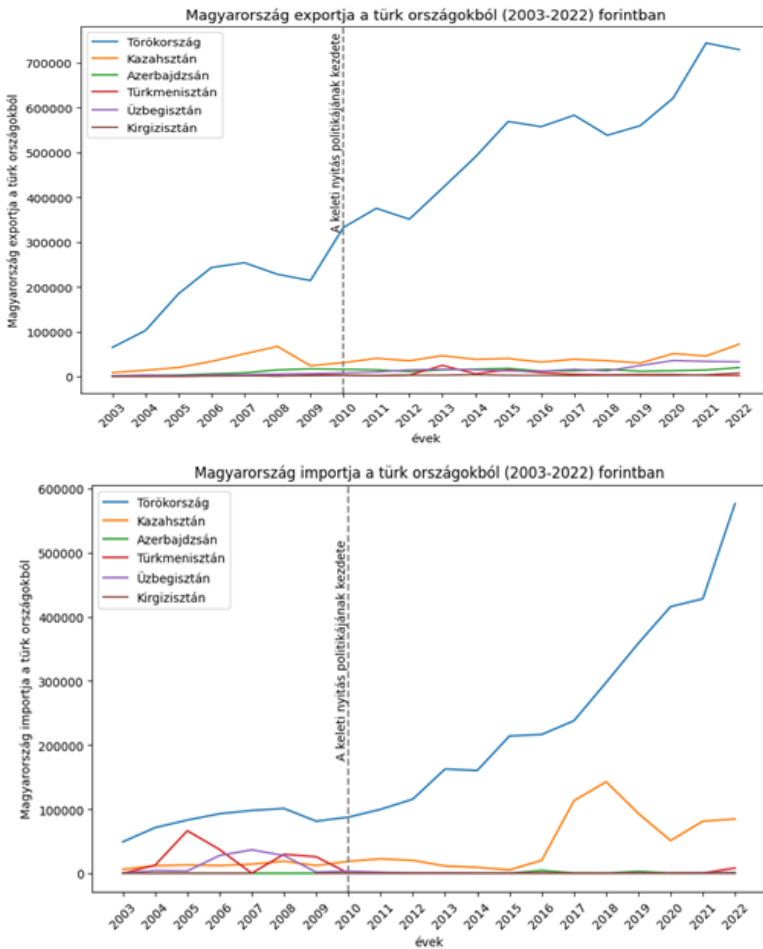 Magyarország exportja a türk országokból (2003-2022) forintban
Törökország
Kazahsztán
Azerbajdzsán
Türkmenisztán
Üzbegisztán
Kirgizisztán
A keleti nyitás politikájának kezdete
Magyarország exportja a türk országokból
700000
600000
500000
400000
300000
200000
100000
0
2003 2004 2005 2006 2007 2008 2009 2010 2011 2012 2013 2014 2015 2016 2017 2018 2019 2020 2021 2022
évek
Magyarország importja a türk országokból (2003-2022) forintban
Törökország
Kazahsztán
Azerbajdzsán
Türkmenisztán
Üzbegisztán
Kirgizisztán
A keleti nyitás politikájának kezdete
Magyarország importja a türk országokból
600000
500000
400000
300000
200000
100000
0
2003 2004 2005 2006 2007 2008 2009 2010 2011 2012 2013 2014 2015 2016 2017 2018 2019 2020 2021 2022
évek